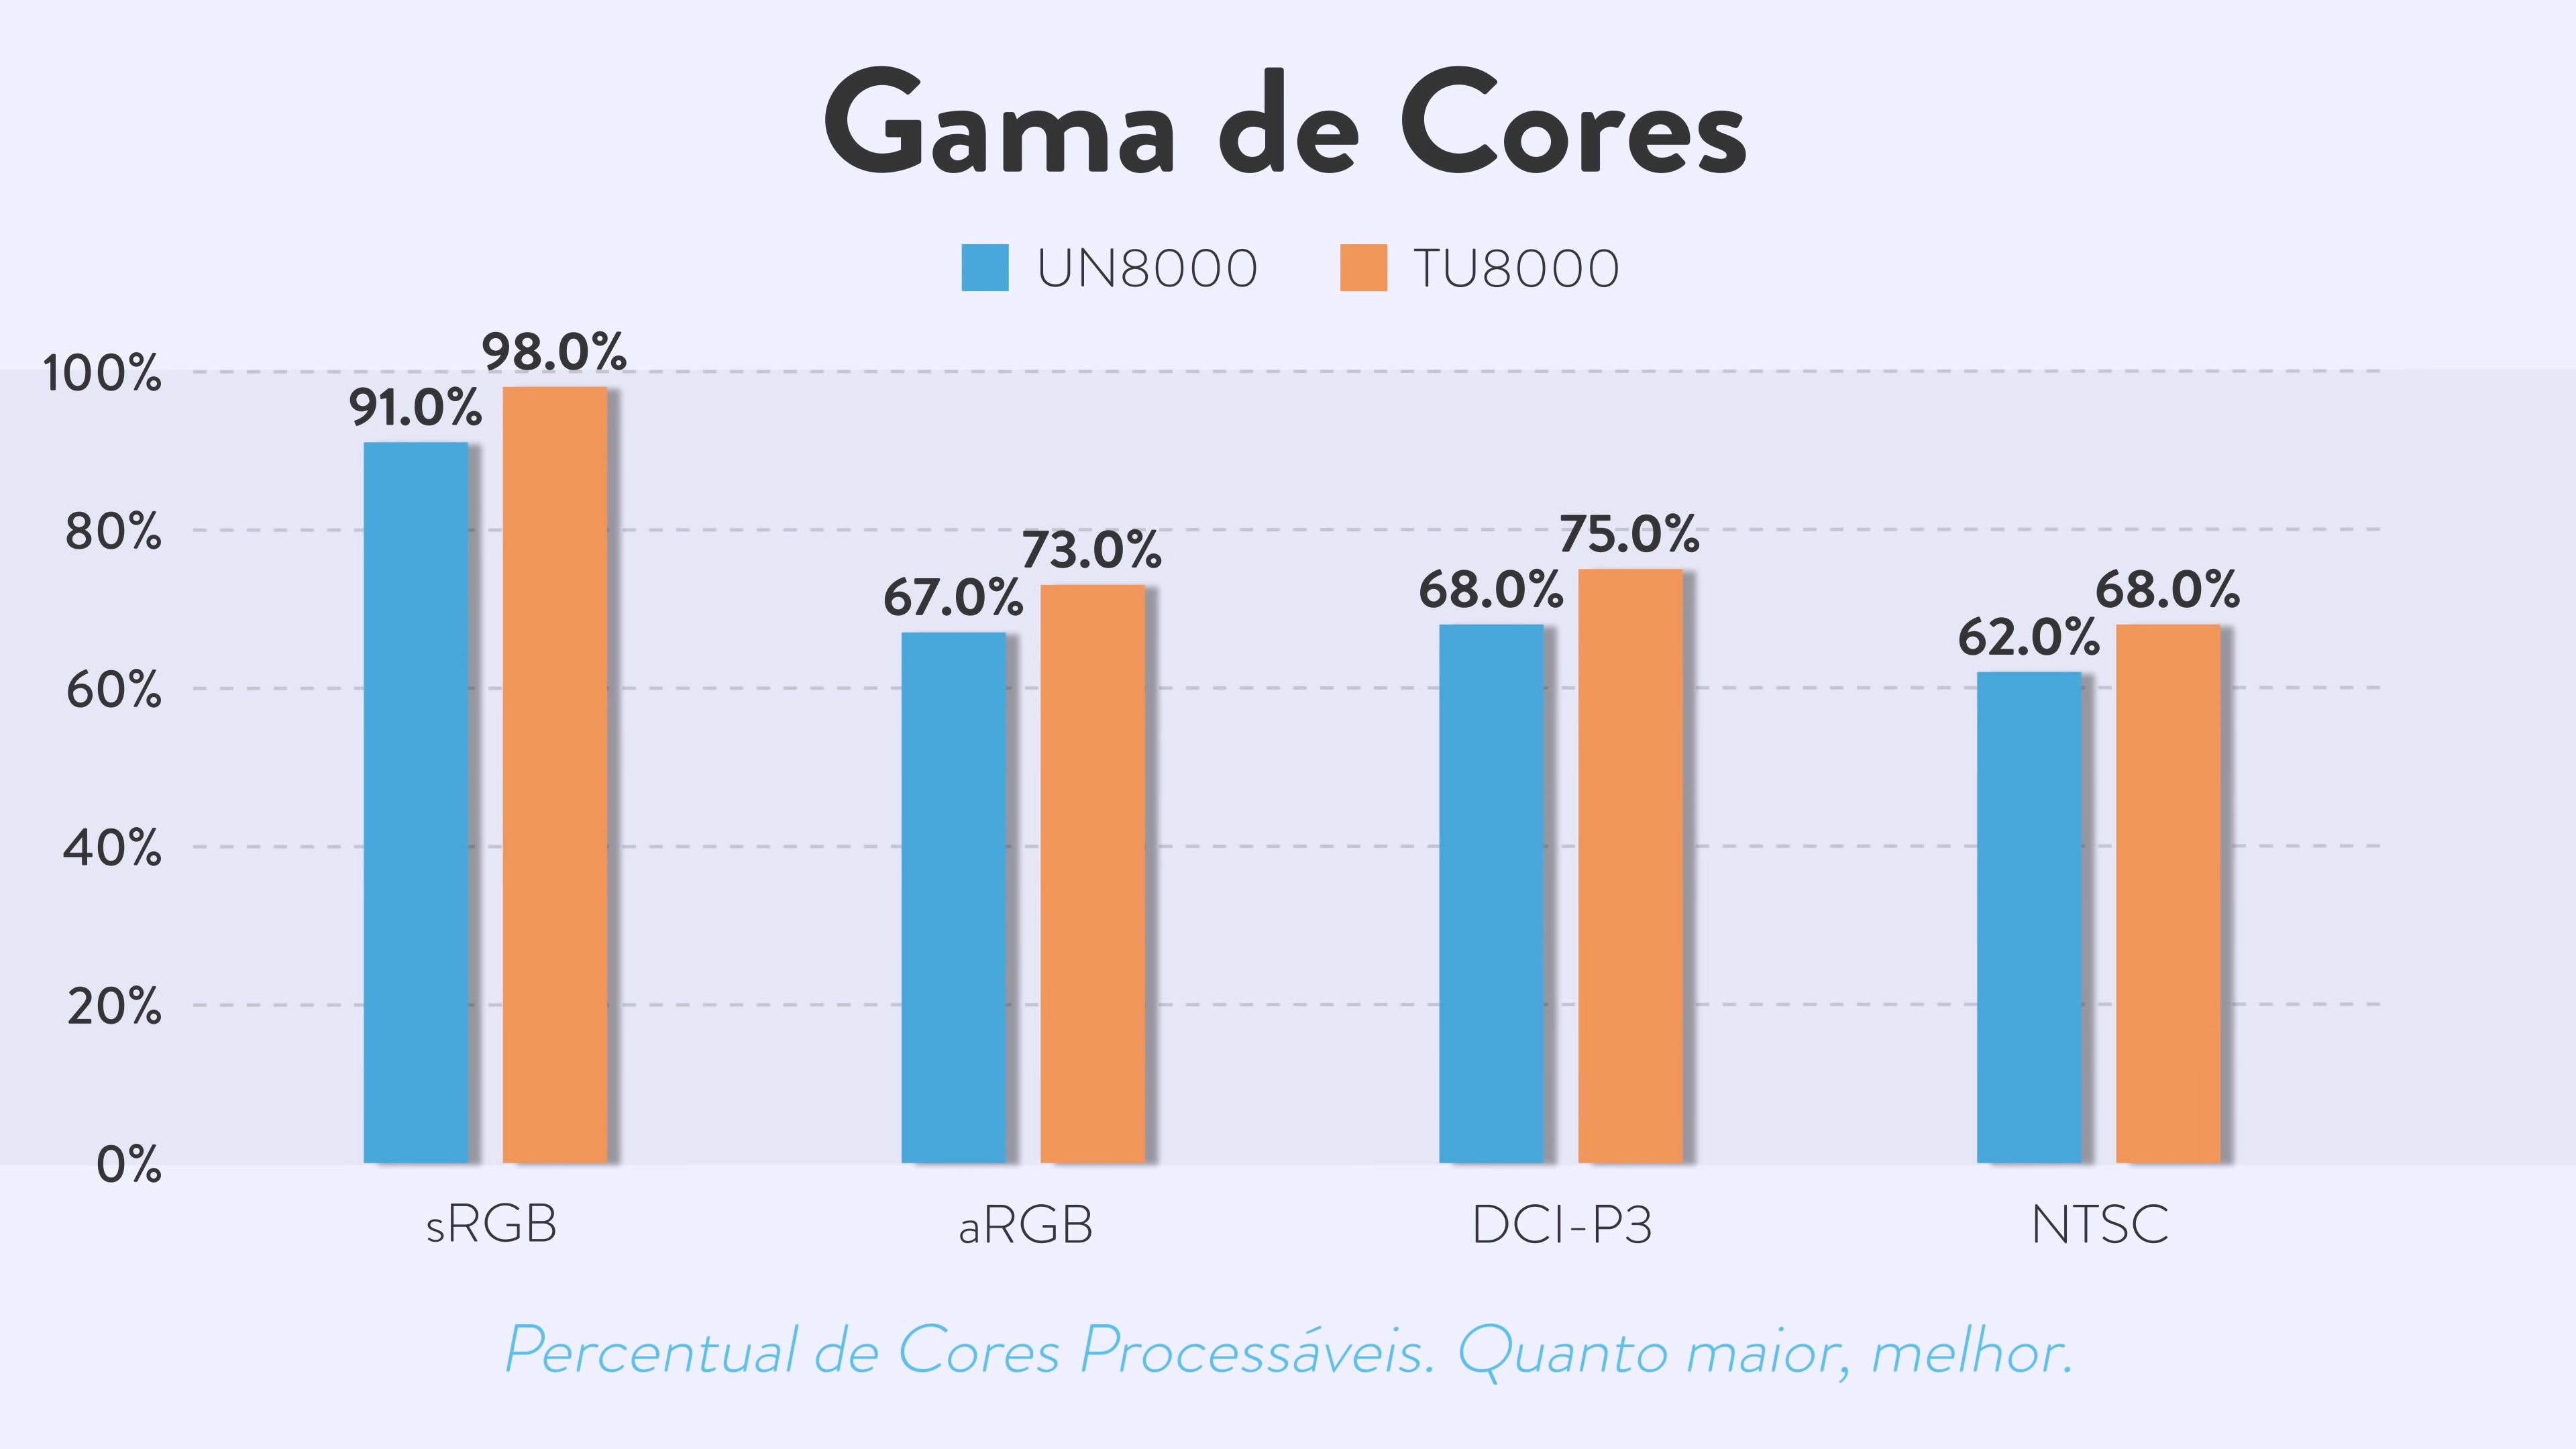 Gama de Cores
UN8000 TU8000
100%
80%
60%
40%
20%
0%
91.0% 98.0%
67.0% 73.0%
68.0% 75.0%
62.0% 68.0%
sRGB aRGB DCI-P3 NTSC
Percentual de Cores Processáveis. Quanto maior, melhor.